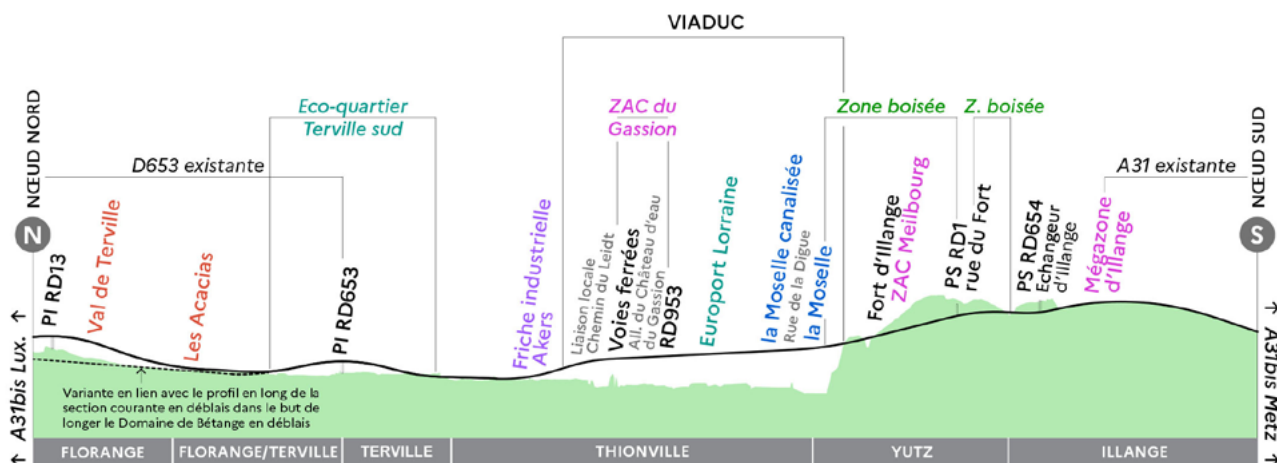 VIADUC
NŒUD NORD
Eco-quartier
Terville sud
ZAC du
Gassion
Zone boisée
Z. boisée
NŒUD SUD
D653 existante
A31 existante
N
S
PI RD13
Val de Terville
Les Acacias
PI RD653
Friche industrielle
Akers
Liaison locale
Chemin du Leidt
Voies ferrées
All. du Château d'eau
du Gassion
RD953
Europort Lorraine
la Moselle canalisée
Rue de la Digue
la Moselle
Fort d'Illange
ZAC Meilbourg
PS RD1
rue du Fort
PS RD654
Echangeur
d'Illange
Mégazone
d'Illange
A31bis Lux.
A31bis Metz
Variante en lien avec le profil en long de la
section courante en déblais dans le but de
longer le Domaine de Bétange en déblais
FLORANGE
FLORANGE/TERVILLE
TERVILLE
THIONVILLE
YUTZ
ILLANGE